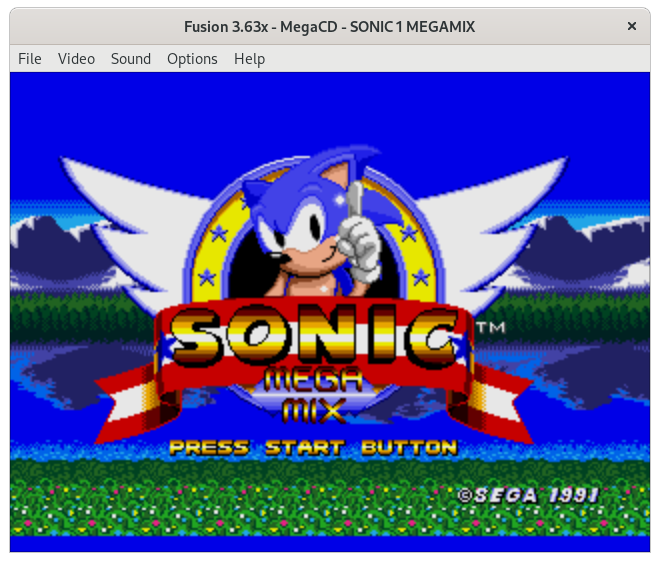 Fusion 3.63x - MegaCD - SONIC 1 MEGAMIX
×
File Video Sound Options Help
SONIC
TM
MEGA
MIX
PRESS START BUTTON
©SEGA 1991